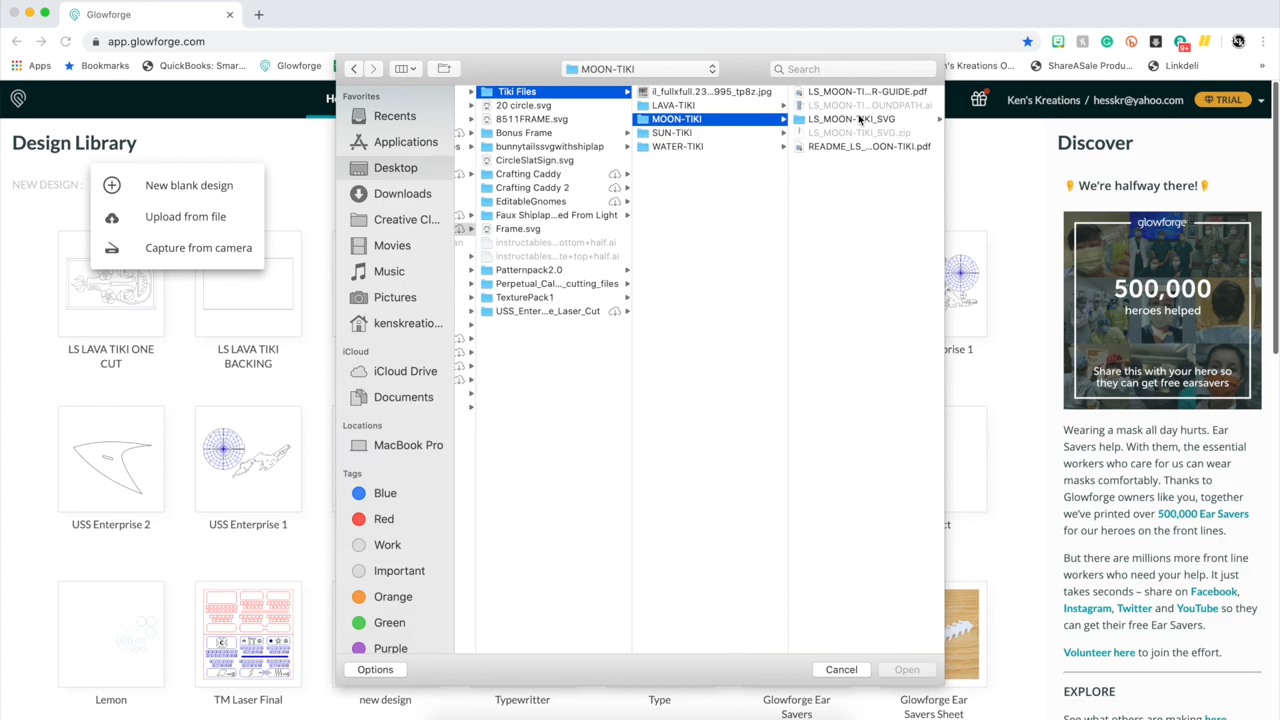 Glowforge
app.glowforge.com
9+
Apps
Bookmarks
QuickBooks: Smar...
Glowforge
's Creations O...
ShareASale Produ...
Linkdeli
»
MOON-TIKI
Search
Ken's Kreations / hesskr@yahoo.com
TRIAL
Design Library
NEW DESIGN :
New blank design
Upload from file
Capture from camera
LS LAVA TIKI ONE
CUT
LS LAVA TIKI
BACKING
USS Enterprise 2
USS Enterprise 1
Lemon
TM Laser Final
new design
Typewritter
Type
Glowforge Ear
Savers
Glowforge Ear
Savers Sheet
Favorites
Recents
Applications
Desktop
Downloads
Creative Cl...
Movies
Music
Pictures
kenskreatio...
iCloud
iCloud Drive
Documents
Locations
MacBook Pro
Tags
Blue
Red
Work
Important
Orange
Green
Purple
Options
Tiki Files
20 circle.svg
8511FRAME.svg
Bonus Frame
bunnytailssvgwithshiplap
CircleSlatSign.svg
Crafting Caddy
Crafting Caddy 2
EditableGnomes
Faux Shiplap...ed From Light
Frame.svg
instructables...ottom+half.ai
instructables...te+top+half.ai
Patternpack2.0
Perpetual_Cal..._cutting_files
TexturePack1
USS_Enter...e_Laser_Cut
il_fullxfull.23...995_tp8z.jpg
LAVA-TIKI
MOON-TIKI
SUN-TIKI
WATER-TIKI
LS_MOON-TI...R-GUIDE.pdf
LS_MOON-TI...OUNDPATH.ai
LS_MOON-TIKI_SVG
LS_MOON-TIKI_SVG.zip
README_LS_...OON-TIKI.pdf
Cancel
Open
Discover
We're halfway there!
glowforge
500,000
heroes helped
Share this with your hero so
they can get free earsavers
Wearing a mask all day hurts. Ear
Savers help. With them, the essential
workers who care for us can wear
masks comfortably. Thanks to
Glowforge owners like you, together
we've printed over 500,000 Ear Savers
for our heroes on the front lines.
But there are millions more front line
workers who need your help. It just
takes seconds – share on Facebook,
Instagram, Twitter and YouTube so they
can get their free Ear Savers.
Volunteer here to join the effort.
EXPLORE
See what others are making here